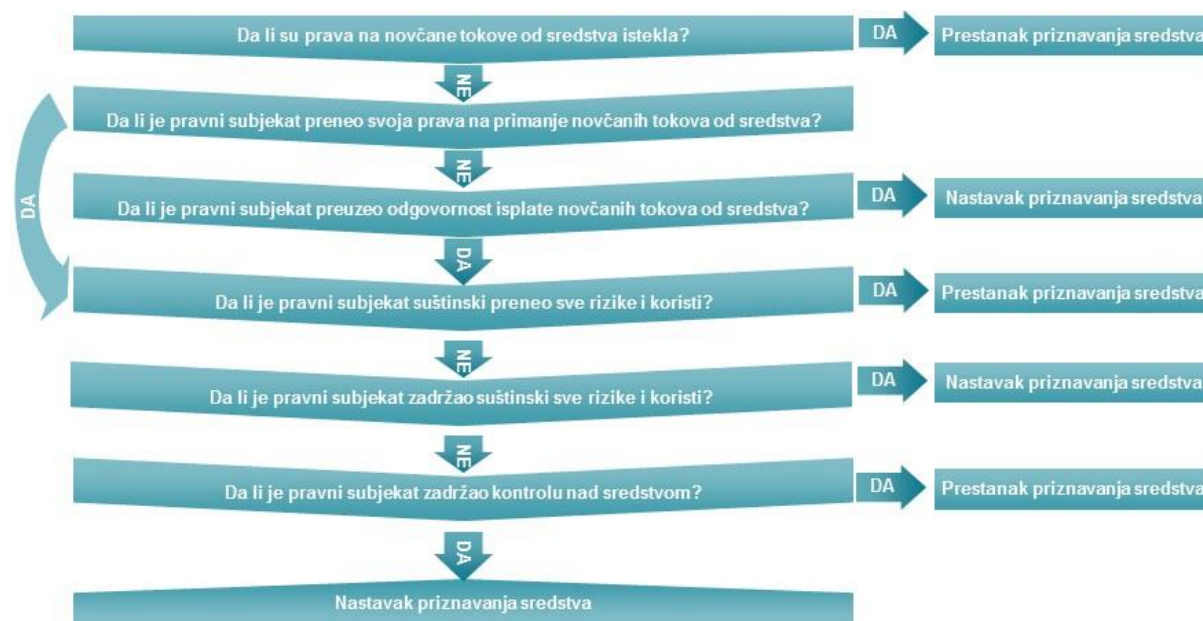 Da li su prava na novčane tokove od sredstva istekla?
DA
Prestanak priznavanja sredstva
NE
Da li je pravni subjekat preneo svoja prava na primanje novčanih tokova od sredstva?
DA
NE
Da li je pravni subjekat preuzeo odgovornost isplate novčanih tokova od sredstva?
DA
Nastavak priznavanja sredstva
DA
Da li je pravni subjekat suštinski preneo sve rizike i koristi?
DA
Prestanak priznavanja sredstva
NE
Da li je pravni subjekat zadržao suštinski sve rizike i koristi?
DA
Nastavak priznavanja sredstva
NE
Da li je pravni subjekat zadržao kontrolu nad sredstvom?
DA
Prestanak priznavanja sredstva
DA
Nastavak priznavanja sredstva